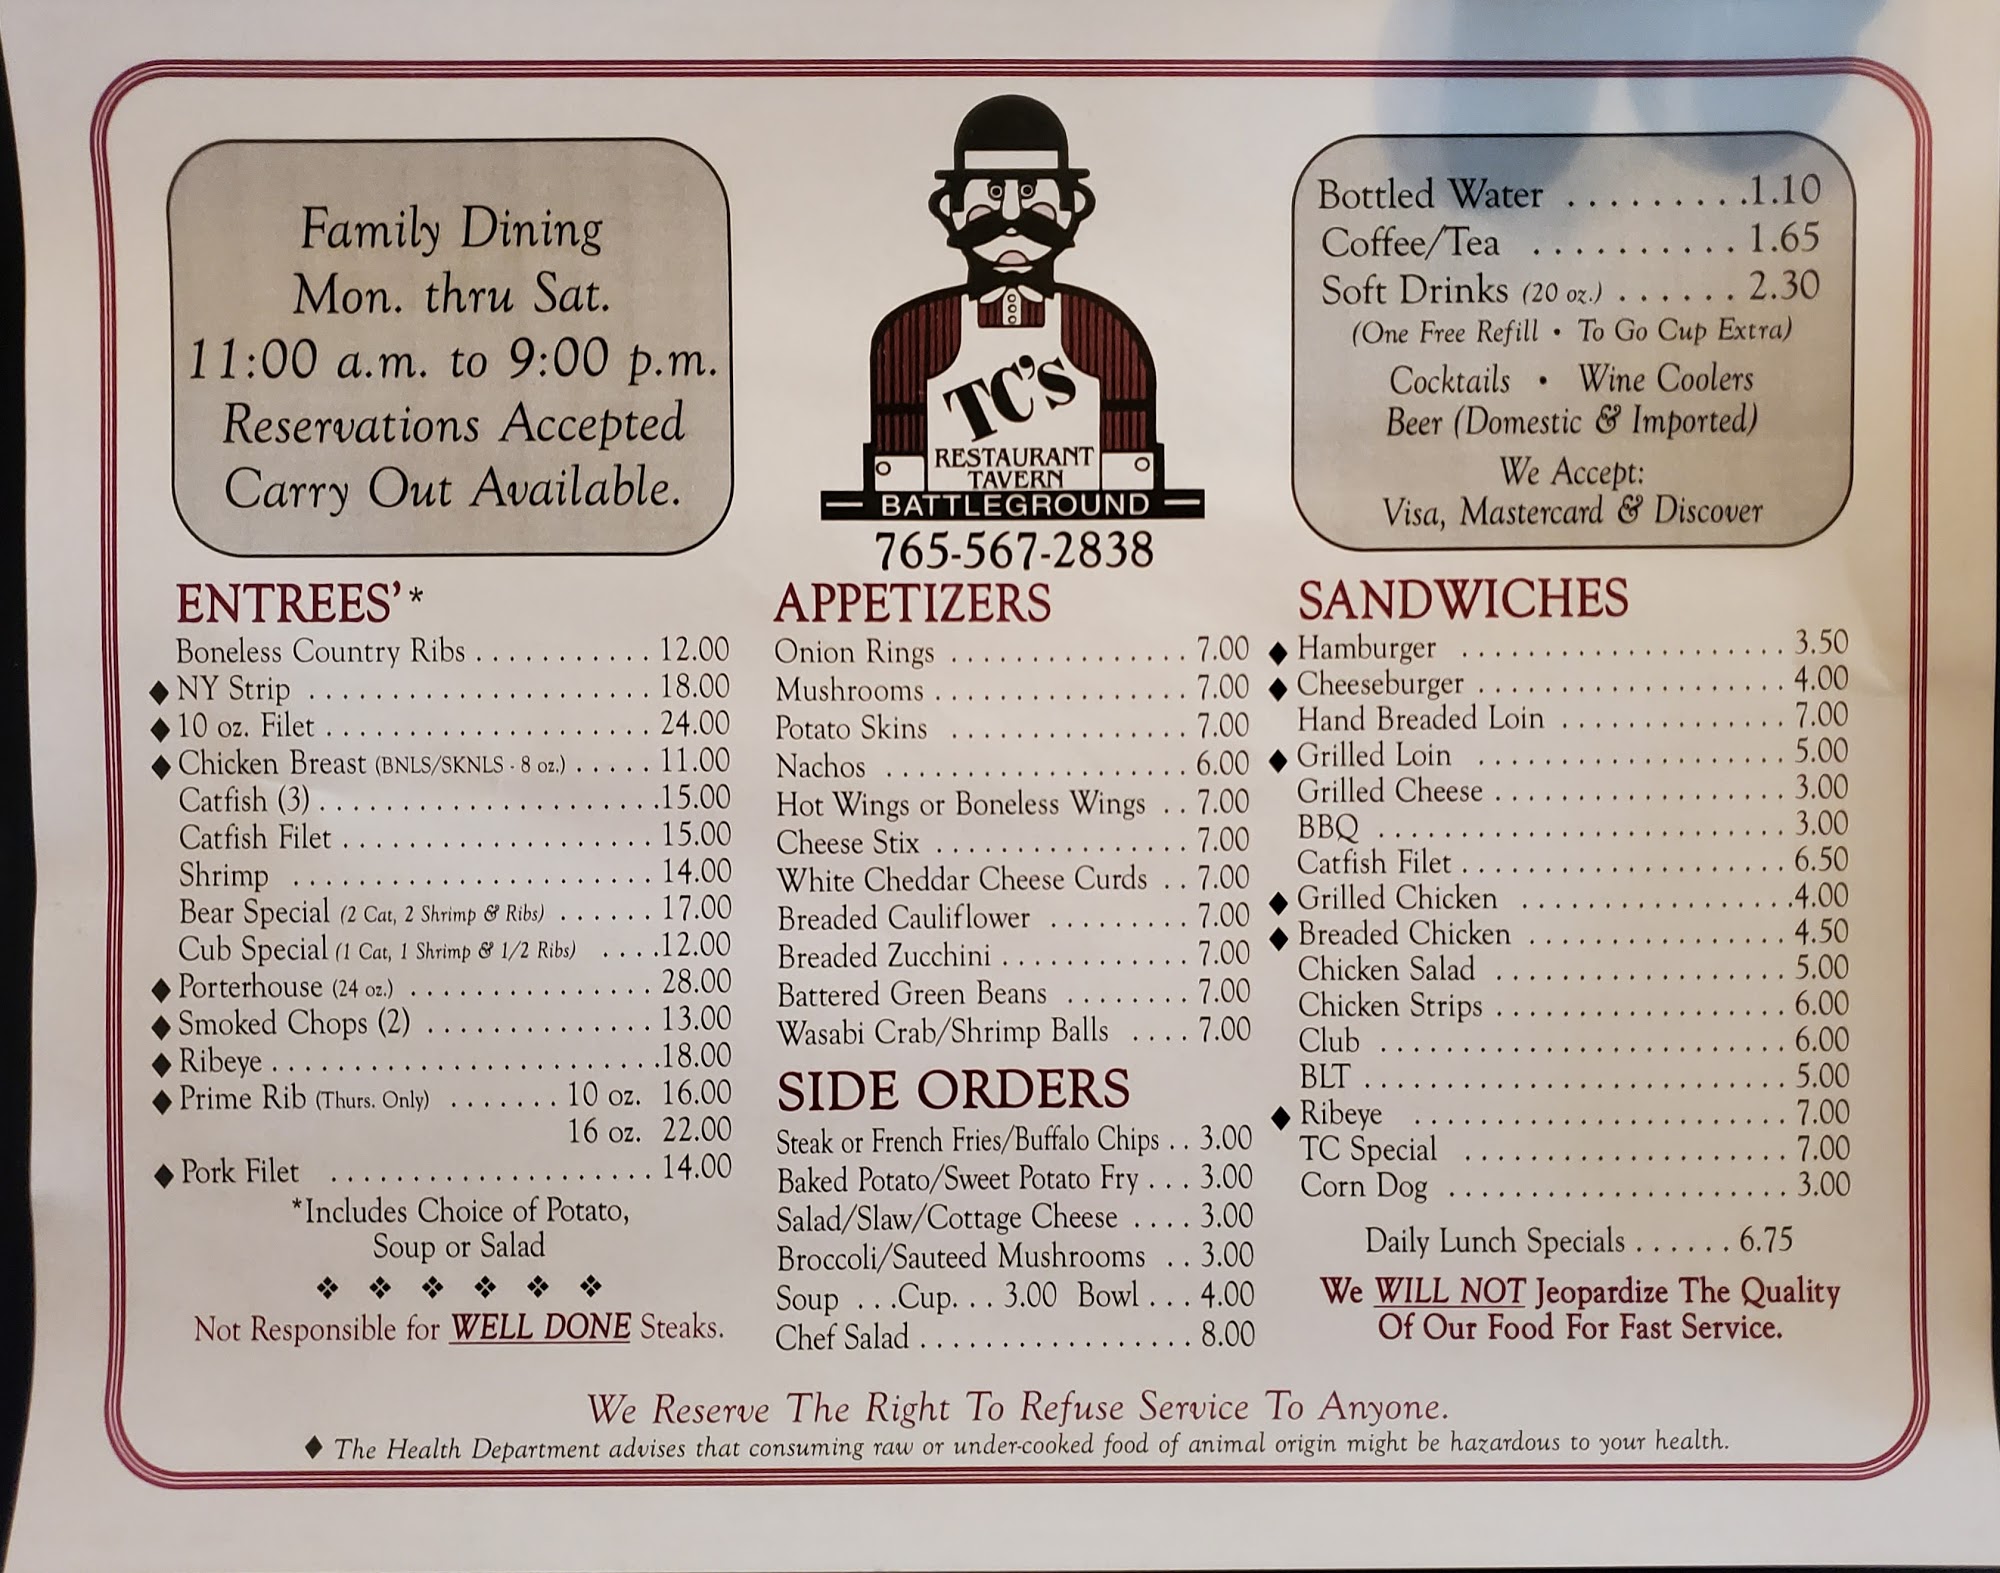 Family Dining
Mon. thru Sat.
11:00 a.m. to 9:00 p.m.
Reservations Accepted
Carry Out Available.
TC's
RESTAURANT
TAVERN
BATTLEGROUND
765-567-2838
Bottled Water . . . . . . . . . 1.10
Coffee/Tea . . . . . . . . . . 1.65
Soft Drinks (20 oz.) . . . . . . 2.30
(One Free Refill • To Go Cup Extra)
Cocktails • Wine Coolers
Beer (Domestic & Imported)
We Accept:
Visa, Mastercard & Discover
ENTREES'*
Boneless Country Ribs . . . . . . . . . . . 12.00
◆ NY Strip . . . . . . . . . . . . . . . . . . . . . 18.00
◆ 10 oz. Filet . . . . . . . . . . . . . . . . . . . . 24.00
◆ Chicken Breast (BNLS/SKNLS - 8 oz.) . . . . . 11.00
Catfish (3) . . . . . . . . . . . . . . . . . . . . . 15.00
Catfish Filet . . . . . . . . . . . . . . . . . . . 15.00
Shrimp . . . . . . . . . . . . . . . . . . . . . . 14.00
Bear Special (2 Cat, 2 Shrimp & Ribs) . . . . . . 17.00
Cub Special (1 Cat, 1 Shrimp & 1/2 Ribs) . . . . 12.00
◆ Porterhouse (24 oz.) . . . . . . . . . . . . . . . 28.00
◆ Smoked Chops (2) . . . . . . . . . . . . . . 13.00
◆ Ribeye . . . . . . . . . . . . . . . . . . . . . . . . 18.00
◆ Prime Rib (Thurs. Only) . . . . . . . 10 oz. 16.00
16 oz. 22.00
◆ Pork Filet . . . . . . . . . . . . . . . . . . . . 14.00
*Includes Choice of Potato,
Soup or Salad
❖ ❖ ❖ ❖ ❖ ❖
Not Responsible for WELL DONE Steaks.
APPETIZERS
Onion Rings . . . . . . . . . . . . . . . 7.00
Mushrooms . . . . . . . . . . . . . . . . 7.00
Potato Skins . . . . . . . . . . . . . . . 7.00
Nachos . . . . . . . . . . . . . . . . . . . 6.00
Hot Wings or Boneless Wings . . 7.00
Cheese Stix . . . . . . . . . . . . . . . . 7.00
White Cheddar Cheese Curds . . 7.00
Breaded Cauliflower . . . . . . . . . 7.00
Breaded Zucchini . . . . . . . . . . . . 7.00
Battered Green Beans . . . . . . . . 7.00
Wasabi Crab/Shrimp Balls . . . . 7.00
SIDE ORDERS
Steak or French Fries/Buffalo Chips . . 3.00
Baked Potato/Sweet Potato Fry . . . 3.00
Salad/Slaw/Cottage Cheese . . . . 3.00
Broccoli/Sauteed Mushrooms . . 3.00
Soup . . .Cup. . . 3.00 Bowl . . . 4.00
Chef Salad . . . . . . . . . . . . . . . . . 8.00
SANDWICHES
◆ Hamburger . . . . . . . . . . . . . . . . . . . . 3.50
◆ Cheeseburger . . . . . . . . . . . . . . . . . . . 4.00
Hand Breaded Loin . . . . . . . . . . . . . . 7.00
◆ Grilled Loin . . . . . . . . . . . . . . . . . . . 5.00
Grilled Cheese . . . . . . . . . . . . . . . . . . 3.00
BBQ . . . . . . . . . . . . . . . . . . . . . . . . . 3.00
Catfish Filet . . . . . . . . . . . . . . . . . . . . 6.50
◆ Grilled Chicken . . . . . . . . . . . . . . . . . 4.00
◆ Breaded Chicken . . . . . . . . . . . . . . . . 4.50
Chicken Salad . . . . . . . . . . . . . . . . . . 5.00
Chicken Strips . . . . . . . . . . . . . . . . . . 6.00
Club . . . . . . . . . . . . . . . . . . . . . . . . . 6.00
BLT . . . . . . . . . . . . . . . . . . . . . . . . . . 5.00
◆ Ribeye . . . . . . . . . . . . . . . . . . . . . . . 7.00
TC Special . . . . . . . . . . . . . . . . . . . . 7.00
Corn Dog . . . . . . . . . . . . . . . . . . . . . 3.00
Daily Lunch Specials . . . . . . 6.75
We WILL NOT Jeopardize The Quality
Of Our Food For Fast Service.
We Reserve The Right To Refuse Service To Anyone.
◆ The Health Department advises that consuming raw or under-cooked food of animal origin might be hazardous to your health.